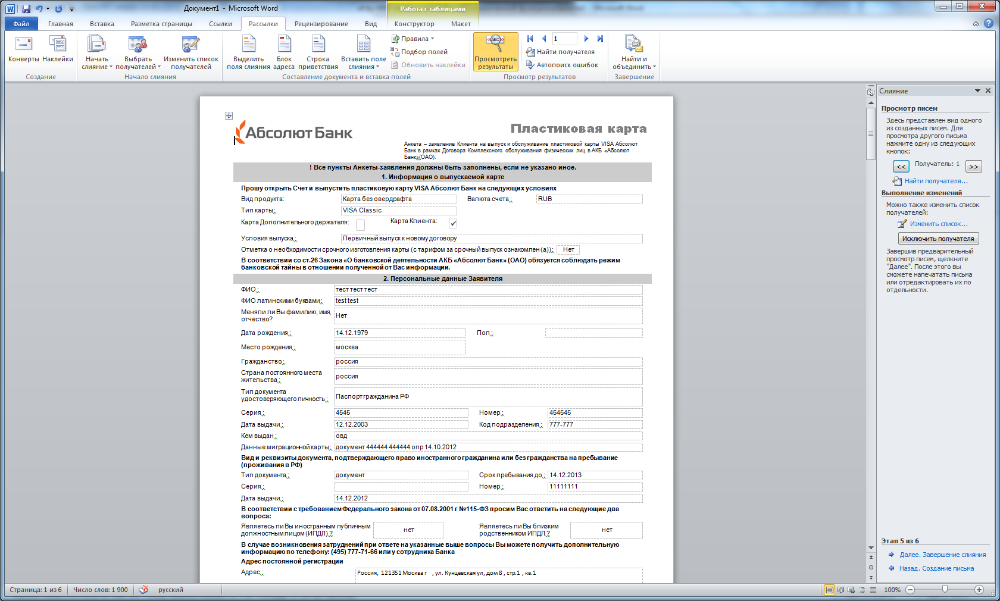 Документ1 - Microsoft Word
Работа с таблицами
Файл Главная Вставка Разметка страницы Ссылки Рассылки Рецензирование Вид Конструктор Макет
Конверты Наклейки
Создание
Начать слияние Выбрать получателей Изменить список получателей
Начало слияния
Выделить поля слияния Блок адреса Строка приветствия Вставить поле слияния
Правила
Подбор полей
Обновить наклейки
Составление документа и вставка полей
Просмотреть результаты
1
Найти получателя
Автопоиск ошибок
Просмотр результатов
Найти и объединить
Завершение
Абсолют Банк
Пластиковая карта
Анкета – заявление Клиента на выпуск и обслуживание пластиковой карты VISA Абсолют
Банк в рамках Договора Комплексного обслуживания физических лиц в АКБ «Абсолют
Банк»(ОАО).
! Все пункты Анкеты-заявления должны быть заполнены, если не указано иное.
1. Информация о выпускаемой карте
Прошу открыть Счет и выпустить пластиковую карту VISA Абсолют Банк на следующих условиях
Вид продукта: Карта без овердрафта Валюта счета: RUB
Тип карты: VISA Classic
Карта Дополнительного держателя: Карта Клиента: ✓
Условия выпуска: Первичный выпуск к новому договору
Отметка о необходимости срочного изготовления карты (с тарифом за срочный выпуск ознакомлен (а)): Нет
В соответствии со ст.26 Закона «О банковской деятельности АКБ «Абсолют Банк» (ОАО) обязуется соблюдать режим
банковской тайны в отношении полученной от Вас информации.
2. Персональные данные Заявителя
ФИО: тест тест тест
ФИО латинскими буквами: test test
Меняли ли Вы фамилию, имя,
отчество? Нет
Дата рождения: 14.12.1979 Пол:
Место рождения: москва
Гражданство: россия
Страна постоянного места
жительства: россия
Тип документа
удостоверяющего личность: Паспорт гражданина РФ
Серия: 4545 Номер: 454545
Дата выдачи: 12.12.2003 Код подразделения: 777-777
Кем выдан: овд
Данные миграционной карты: документ 444444 444444 опр 14.10.2012
Вид и реквизиты документа, подтверждающего право иностранного гражданина или без гражданства на пребывание
(проживания в РФ)
Тип документа: документ Срок пребывания до: 14.12.2013
Серия: Номер: 11111111
Дата выдачи: 14.12.2012
В соответствии с требованием Федерального закона от 07.08.2001 г №115-ФЗ просим Вас ответить на следующие два
вопроса:
Являетесь ли Вы иностранным публичным
должностным лицом (ИПДЛ)? нет
Являетесь ли Вы близким
родственником ИПДЛ? нет
В случае возникновения затруднений при ответе на указанные выше вопросы Вы можете получить дополнительную
информацию по телефону: (495) 777-71-66 или у сотрудника Банка
Адрес постоянной регистрации
Адрес: Россия, 121351 Москва г , ул. Кунцевская ул, дом 8 , стр.1 , кв.1
Слияние
Просмотр писем
Здесь представлен вид одного
из созданных писем. Для
просмотра другого письма
нажмите одну из следующих
кнопок:
<< Получатель: 1 >>
Найти получателя...
Выполнение изменений
Можно также изменить список
получателей:
Изменить список...
Исключить получателя
Завершив предварительный
просмотр писем, щелкните
"Далее". После этого вы
сможете напечатать письма
или отредактировать их по
отдельности.
Этап 5 из 6
Далее. Завершение слияния
Назад. Создание письма
Страница: 1 из 6 Число слов: 1 900 русский 100%